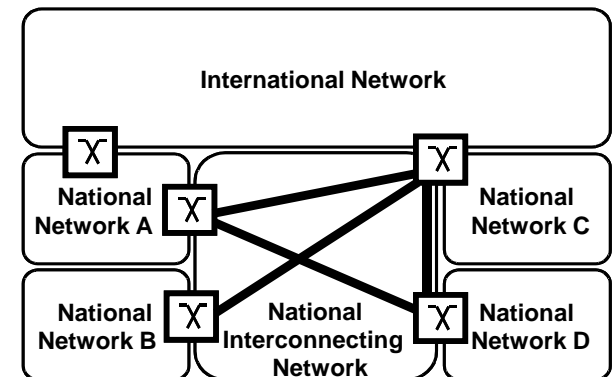 International Network
National
Network A
National
Network C
National
Network B
National
Interconnecting
Network
National
Network D